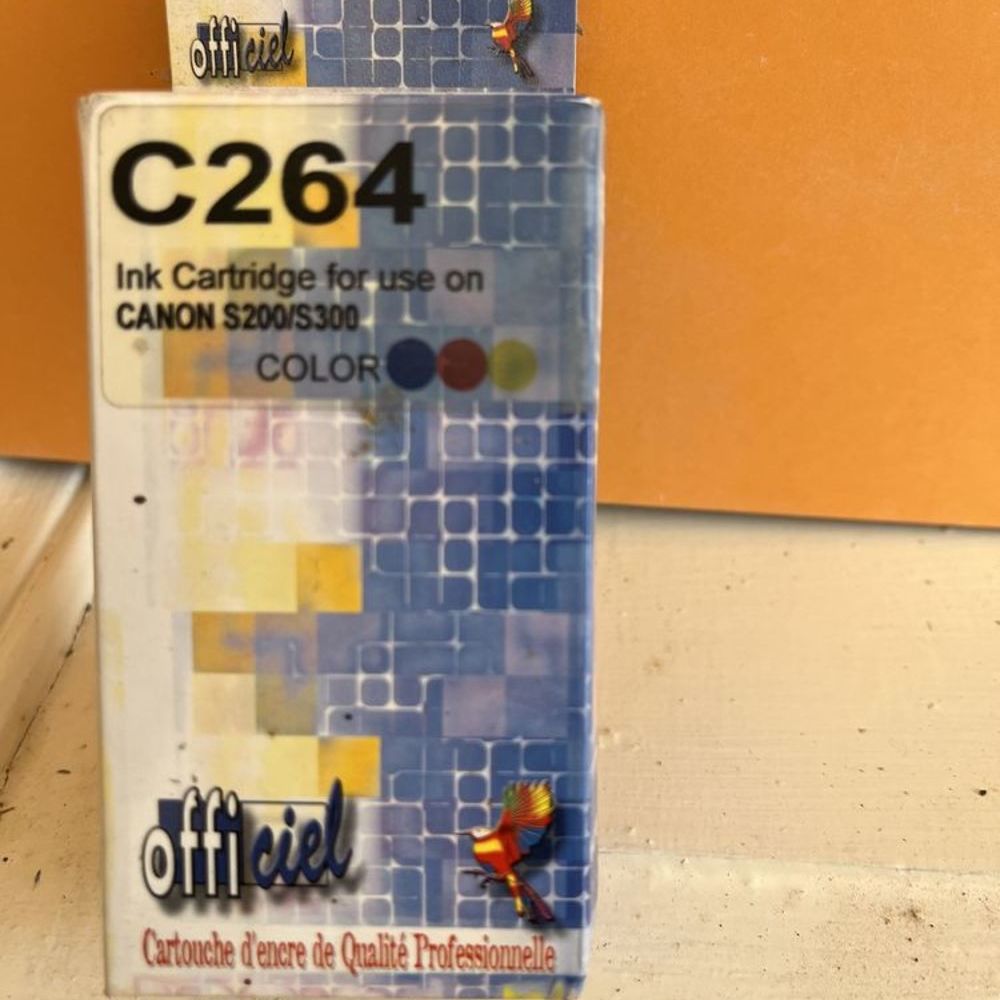 officiel
C264
Ink Cartridge for use on
CANON S200/S300
COLOR
officiel
Cartouche d'encre de Qualité Professionnelle